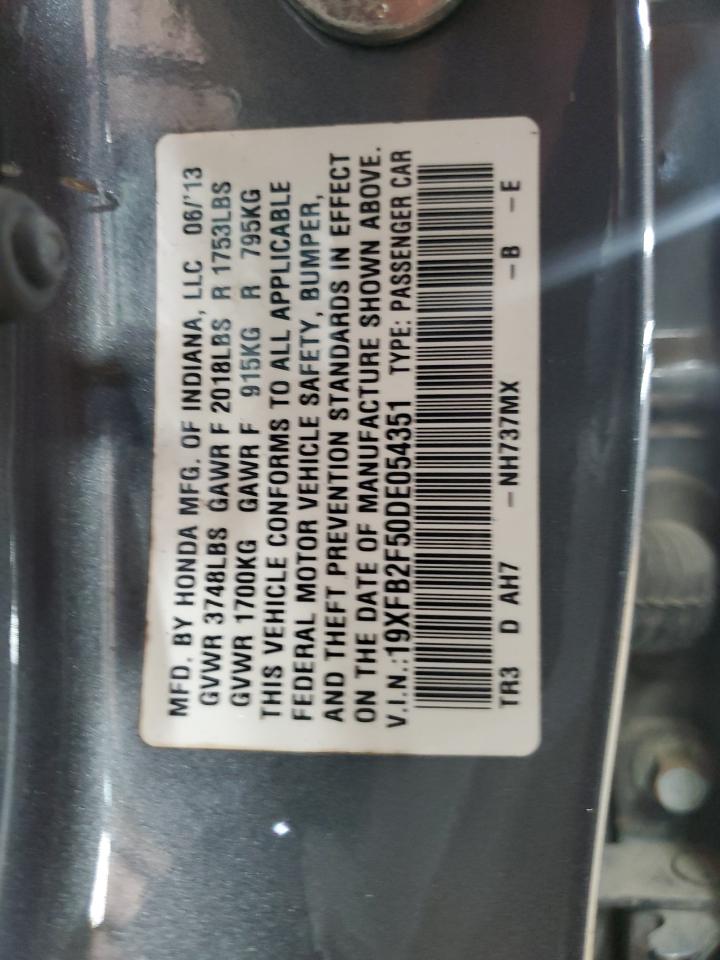 MFD. BY HONDA MFG. OF INDIANA, LLC 06/'13
GVWR 3748LBS GAWR F 2018LBS R 1753LBS
GVWR 1700KG GAWR F 915KG R 795KG
THIS VEHICLE CONFORMS TO ALL APPLICABLE
FEDERAL MOTOR VEHICLE SAFETY, BUMPER,
AND THEFT PREVENTION STANDARDS IN EFFECT
ON THE DATE OF MANUFACTURE SHOWN ABOVE.
V.I.N.:19XFB2F50DE054351 TYPE: PASSENGER CAR
TR3 D AH7 -NH737MX -B -E